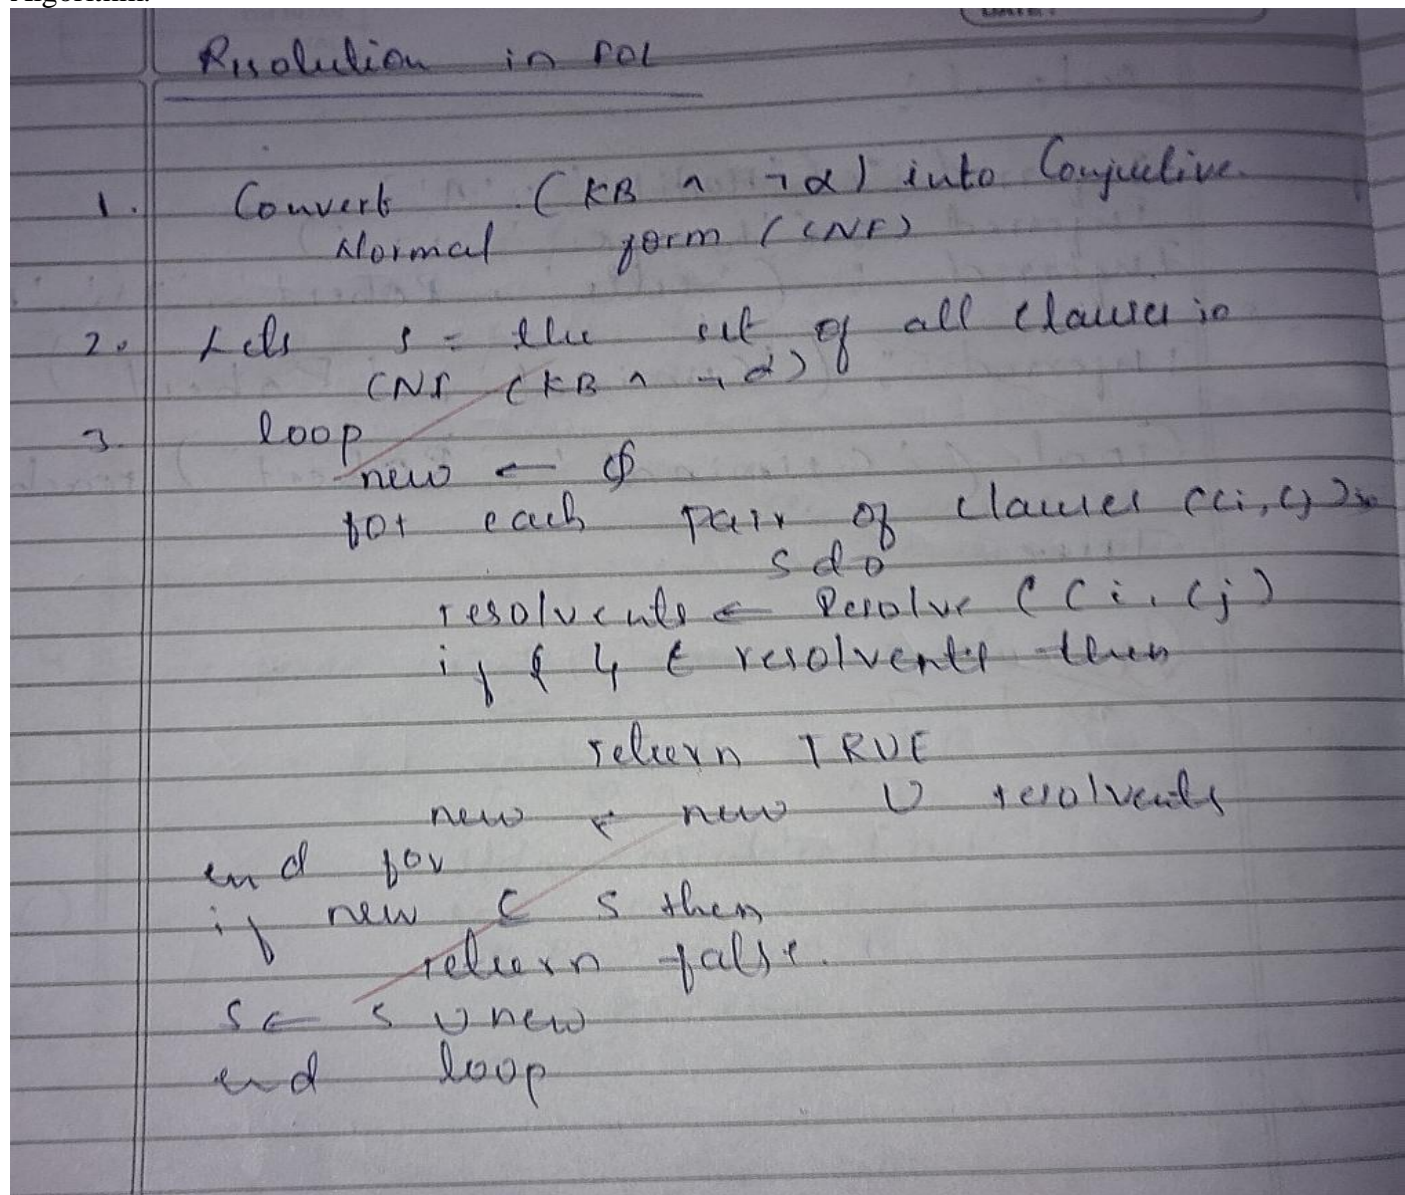 Algorithm:
Resolution in FOL
1. Convert (KB ∧ ¬α) into Conjuctive
Normal form (CNF)
2. Lets S = the set of all clauses in
CNF (KB ∧ ¬α)
3. loop
new ← φ
for each pair of clauses (Ci, Cj) in
S do
resolvents ← Resolve (Ci, Cj)
if ∈ resolvents then
return TRUE
new ← new ∪ resolvents
end for
if new ⊂ S then
return false.
S ← S ∪ new
end loop